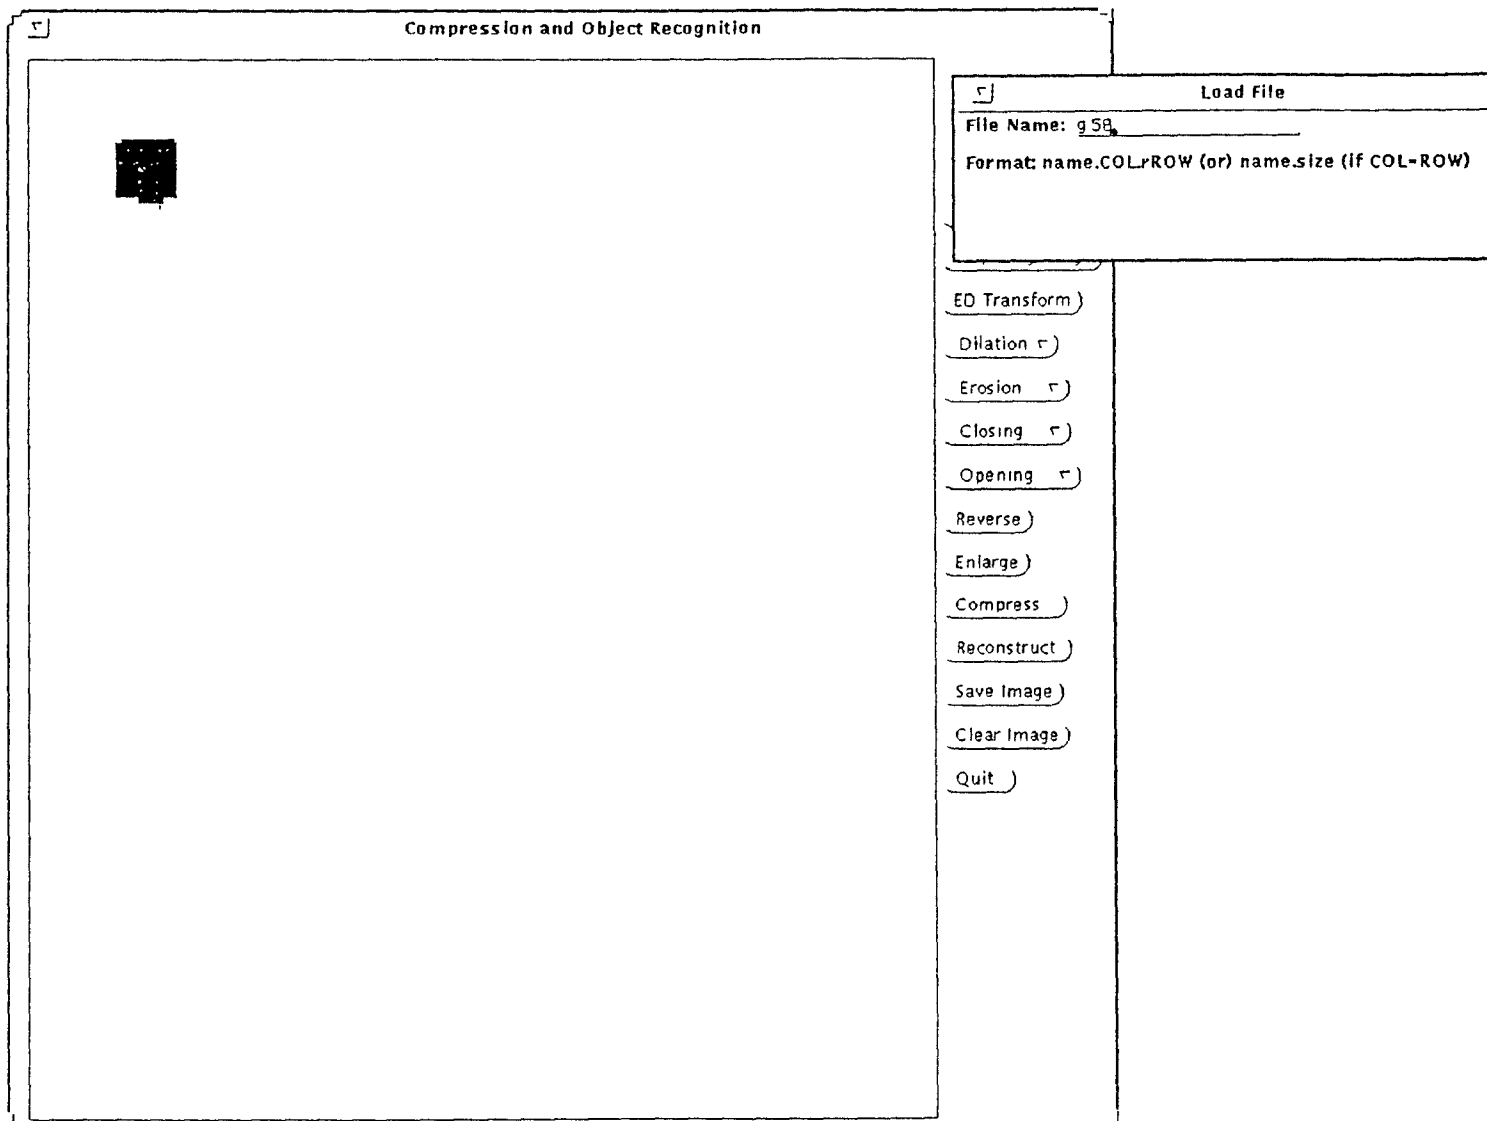 Compression and Object Recognition
Load File
File Name: g58
Format: name.COL.rROW (or) name.size (if COL=ROW)
ED Transform
Dilation
Erosion
Closing
Opening
Reverse
Enlarge
Compress
Reconstruct
Save Image
Clear Image
Quit